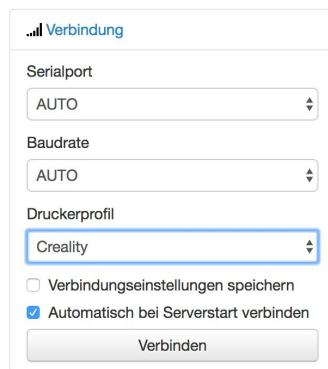 Verbindung
Serialport
AUTO
Baudrate
AUTO
Druckerprofil
Creality
Verbindungseinstellungen speichern
Automatisch bei Serverstart verbinden
Verbinden